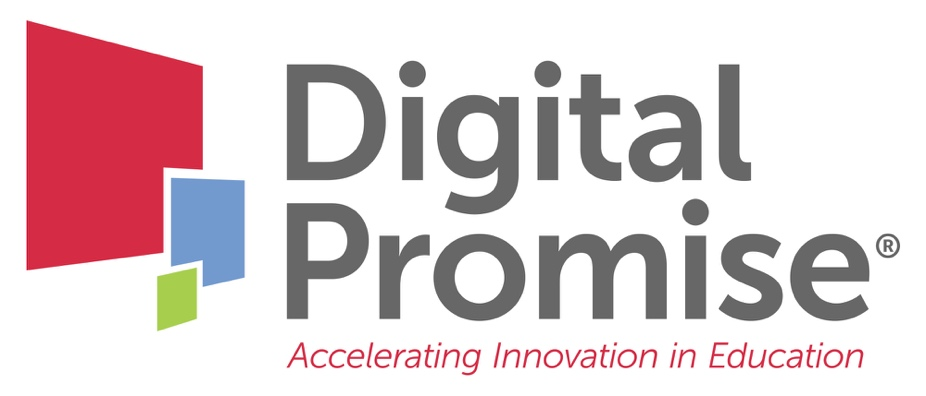 Digital
Promise®
Accelerating Innovation in Education